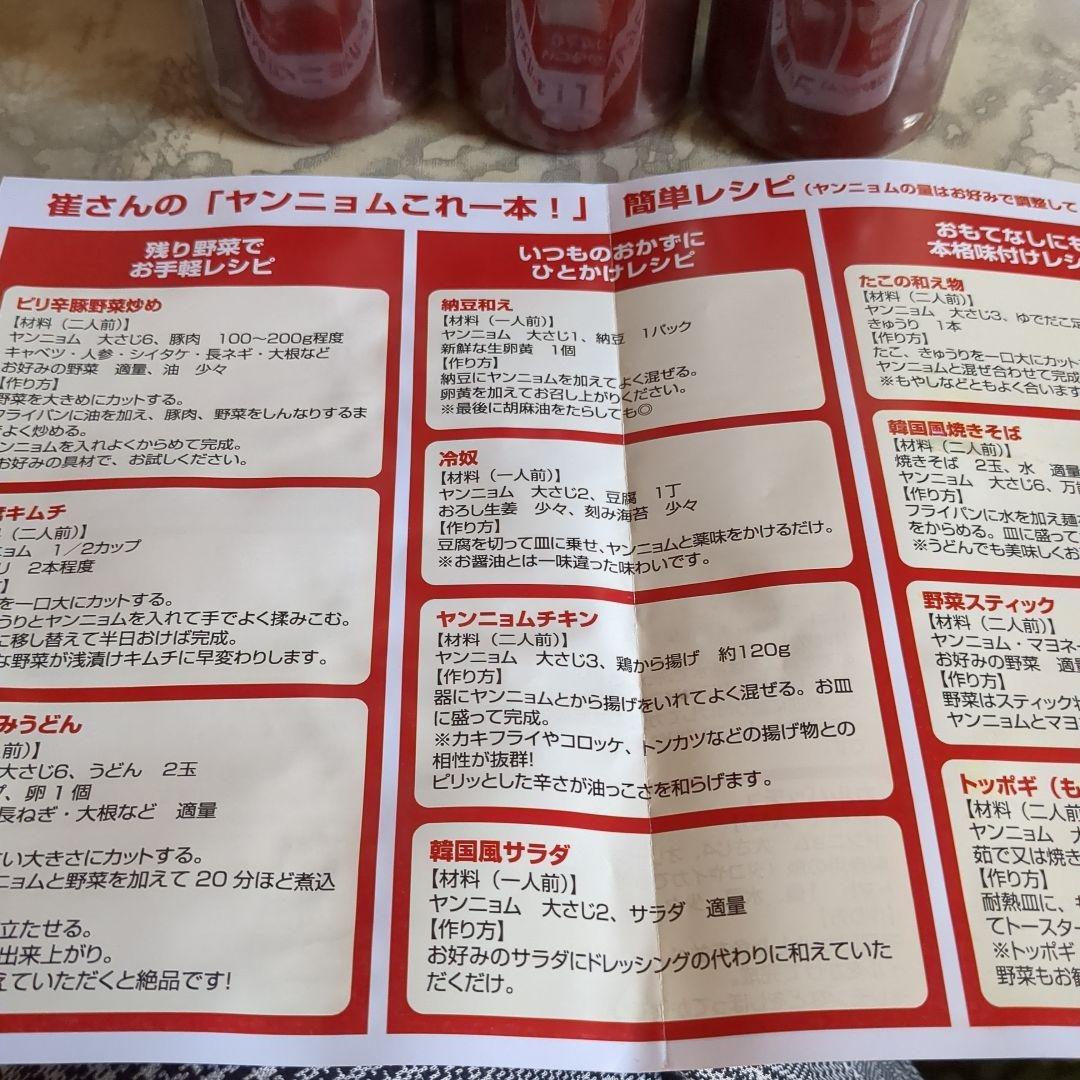 崔さんの「ヤンニョムこれ一本！」 簡単レシピ（ヤンニョムの量はお好みで調整して
残り野菜で
お手軽レシピ
ピリ辛豚野菜炒め
【材料（二人前）】
ヤンニョム 大さじ6、豚肉 100～200g程度
キャベツ・人参・シイタケ・長ネギ・大根など
お好みの野菜 適量、油 少々
【作り方】
野菜を大きめにカットする。
フライパンに油を加え、豚肉、野菜をしんなりするま
でよく炒める。
ンニョムを入れよくからめて完成。
お好みの具材で、お試しください。
キムチ
（二人前）】
ョム 1／2カップ
リ 2本程度
】
を一口大にカットする。
うりとヤンニョムを入れて手でよく揉みこむ。
に移し替えて半日おけば完成。
な野菜が浅漬けキムチに早変わりします。
みうどん
前）】
大さじ6、うどん 2玉
、卵1個
長ねぎ・大根など 適量
い大きさにカットする。
ニョムと野菜を加えて20分ほど煮込
立たせる。
出来上がり。
えていただくと絶品です!
いつものおかずに
ひとかけレシピ
納豆和え
【材料（一人前）】
ヤンニョム 大さじ1、納豆 1パック
新鮮な生卵黄 1個
【作り方】
納豆にヤンニョムを加えてよく混ぜる。
卵黄を加えてお召し上がりください。
※最後に胡麻油をたらしても◎
冷奴
【材料（一人前）】
ヤンニョム 大さじ2、豆腐 1丁
おろし生姜 少々、刻み海苔 少々
【作り方】
豆腐を切って皿に乗せ、ヤンニョムと薬味をかけるだけ。
※お醤油とは一味違った味わいです。
ヤンニョムチキン
【材料（二人前）】
ヤンニョム 大さじ3、鶏から揚げ 約120g
【作り方】
器にヤンニョムとから揚げをいれてよく混ぜる。お皿
に盛って完成。
※カキフライやコロッケ、トンカツなどの揚げ物との
相性が抜群!
ピリッとした辛さが油っこさを和らげます。
韓国風サラダ
【材料（一人前）】
ヤンニョム 大さじ2、サラダ 適量
【作り方】
お好みのサラダにドレッシングの代わりに和えていた
だくだけ。
おもてなしにも
本格味付けレシ
たこの和え物
【材料（二人前）】
ヤンニョム 大さじ3、ゆでだこ足
きゅうり 1本
【作り方】
たこ、きゅうりを一口大にカット
ヤンニョムと混ぜ合わせて完成
※もやしなどともよく合います
韓国風焼きそば
【材料（二人前）】
焼きそば 2玉、水 適量
ヤンニョム 大さじ6、万
【作り方】
フライパンに水を加え麺
をからめる。皿に盛って
※うどんでも美味しくお
野菜スティック
【材料（二人前）】
ヤンニョム・マヨネー
お好みの野菜 適量
【作り方】
野菜はスティック状
ヤンニョムとマヨ
トッポギ（も
【材料（二人前
ヤンニョム 大
茹で又は焼き
【作り方】
耐熱皿に、
てトースター
※トッポギ
野菜もお